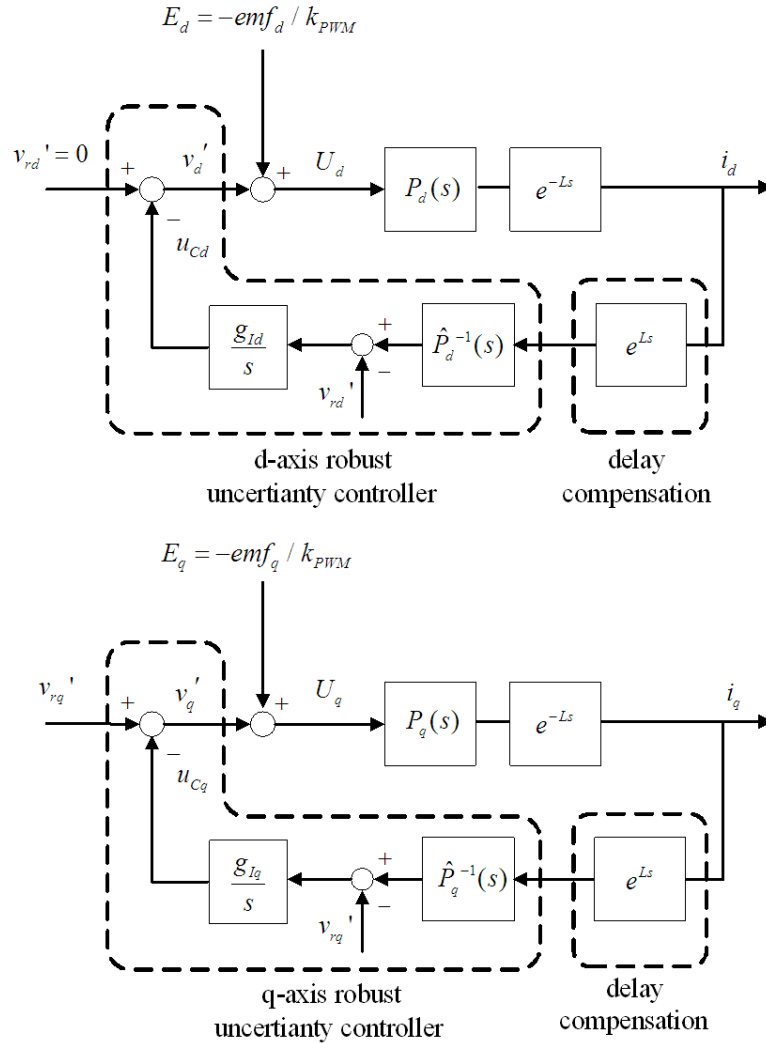 E_d = −emf_d / k_PWM
v_rd' = 0
+
v_d'
+
U_d
P_d(s)
e^{-Ls}
i_d
−
u_Cd
g_Id / s
+
−
v_rd'
P̂_d^{-1}(s)
e^{Ls}
d-axis robust
uncertianty controller
delay
compensation
E_q = −emf_q / k_PWM
v_rq'
+
v_q'
+
U_q
P_q(s)
e^{-Ls}
i_q
−
u_Cq
g_Iq / s
+
−
v_rq'
P̂_q^{-1}(s)
e^{Ls}
q-axis robust
uncertianty controller
delay
compensation